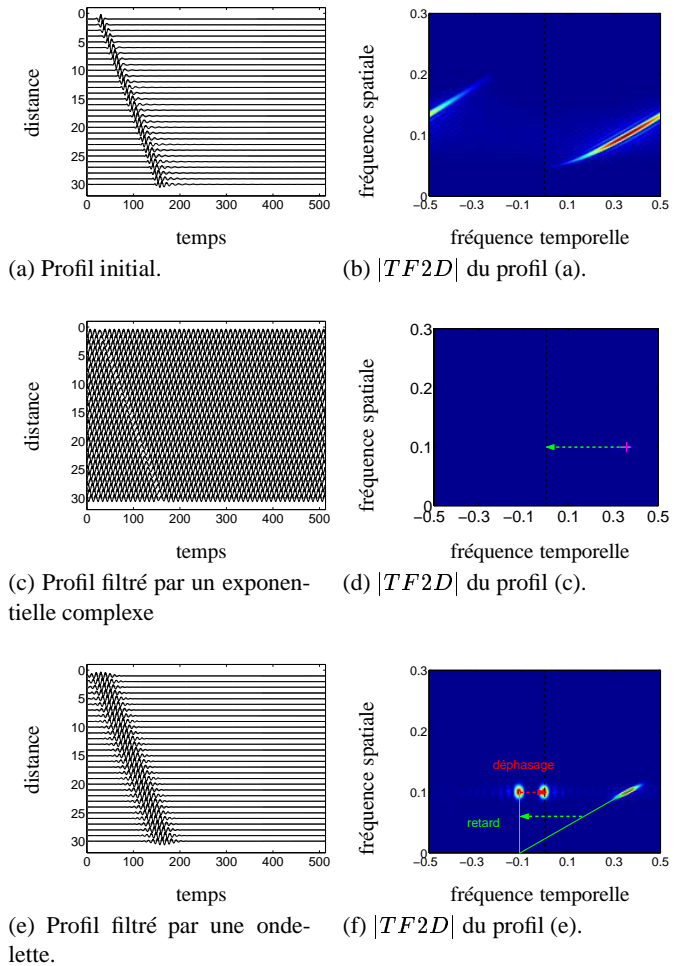 0
5
10
15
20
25
30
0 100 200 300 400 500
distance
temps
(a) Profil initial.
0.3
0.2
0.1
0
−0.5 −0.3 −0.1 0.1 0.3 0.5
fréquence spatiale
fréquence temporelle
(b) |TF2D| du profil (a).
0
5
10
15
20
25
30
0 100 200 300 400 500
distance
temps
(c) Profil filtré par un exponen-
tielle complexe
0.3
0.2
0.1
0
−0.5 −0.3 −0.1 0.1 0.3 0.5
fréquence spatiale
fréquence temporelle
(d) |TF2D| du profil (c).
0
5
10
15
20
25
30
0 100 200 300 400 500
distance
temps
(e) Profil filtré par une onde-
lette.
0.3
0.2
0.1
0
−0.5 −0.3 −0.1 0.1 0.3 0.5
déphasage
retard
fréquence spatiale
fréquence temporelle
(f) |TF2D| du profil (e).